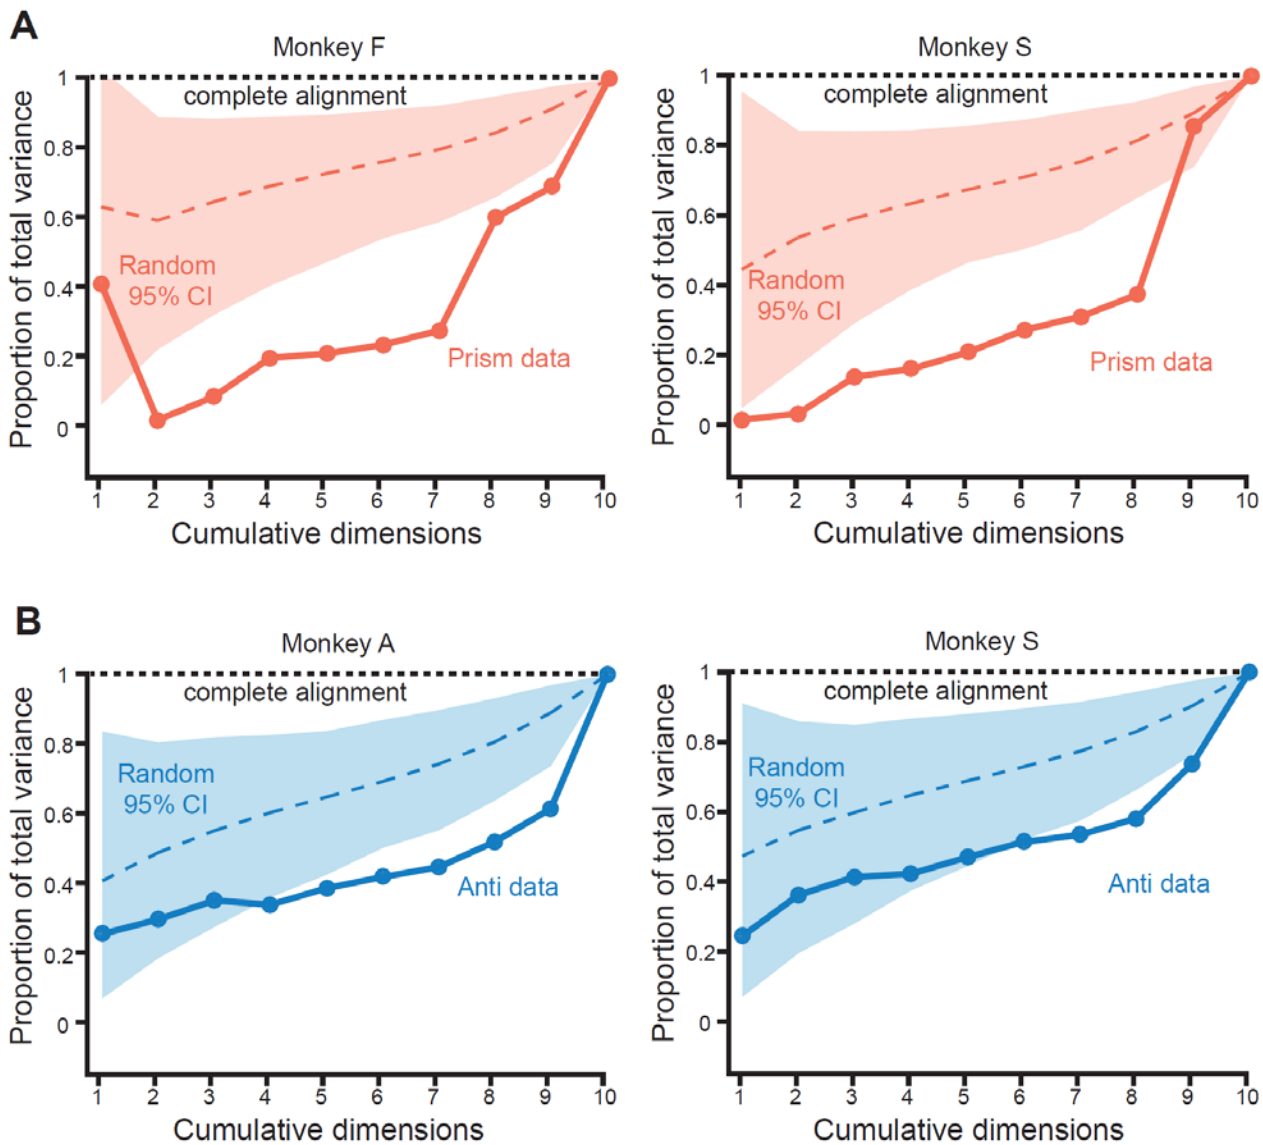 A
Monkey F
Proportion of total variance
1
0.8
0.6
0.4
0.2
0
complete alignment
Random
95% CI
Prism data
1 2 3 4 5 6 7 8 9 10
Cumulative dimensions
Monkey S
Proportion of total variance
1
0.8
0.6
0.4
0.2
0
complete alignment
Random
95% CI
Prism data
1 2 3 4 5 6 7 8 9 10
Cumulative dimensions
B
Monkey A
Proportion of total variance
1
0.8
0.6
0.4
0.2
0
complete alignment
Random
95% CI
Anti data
1 2 3 4 5 6 7 8 9 10
Cumulative dimensions
Monkey S
Proportion of total variance
1
0.8
0.6
0.4
0.2
0
complete alignment
Random
95% CI
Anti data
1 2 3 4 5 6 7 8 9 10
Cumulative dimensions